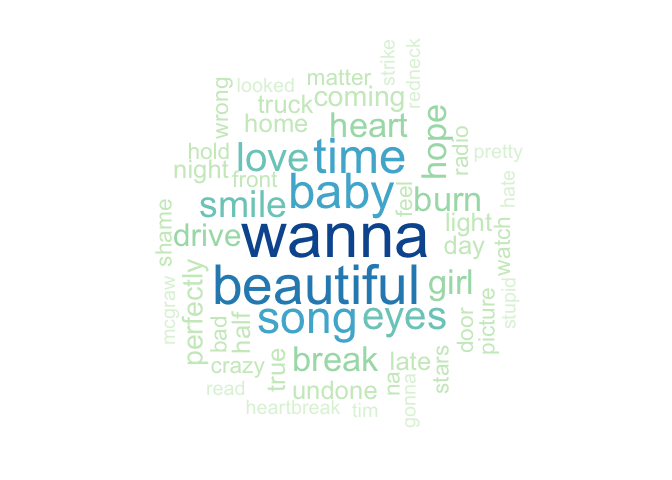 strike
redneck
looked
matter
wrong
truck
coming
home
heart
hope
radio
pretty
hold
love
time
night
front
baby
feel
burn
hate
smile
light
shame
drive
wanna
day
watch
beautiful
girl
mcgraw
perfectly
bad
half
song
eyes
door
picture
stupid
crazy
true
break
na
late
stars
read
undone
gonna
heartbreak
tim